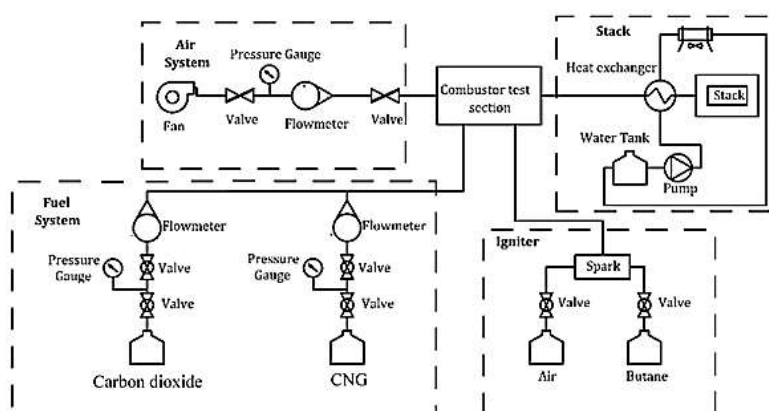 Air
System
Pressure Gauge
Fan
Valve
Flowmeter
Valve
Combustor test
section
Stack
Heat exchanger
Stack
Water Tank
Pump
Fuel
System
Flowmeter
Flowmeter
Pressure
Gauge
Valve
Pressure
Gauge
Valve
Valve
Valve
Carbon dioxide
CNG
Igniter
Spark
Valve
Valve
Air
Butane